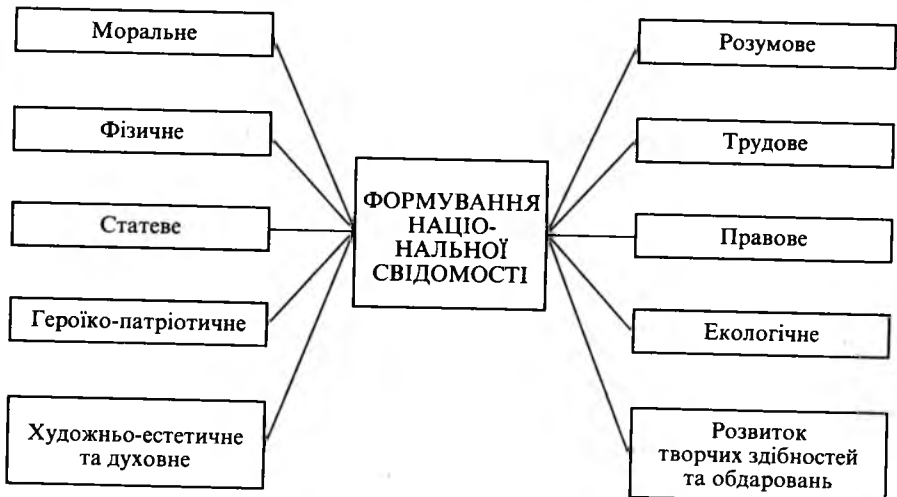 Моральне
Фізичне
Статеве
Героїко-патріотичне
Художньо-естетичне
та духовне
ФОРМУВАННЯ
НАЦІО-
НАЛЬНОЇ
СВІДОМОСТІ
Розумове
Трудове
Правове
Екологічне
Розвиток
творчих здібностей
та обдаровань